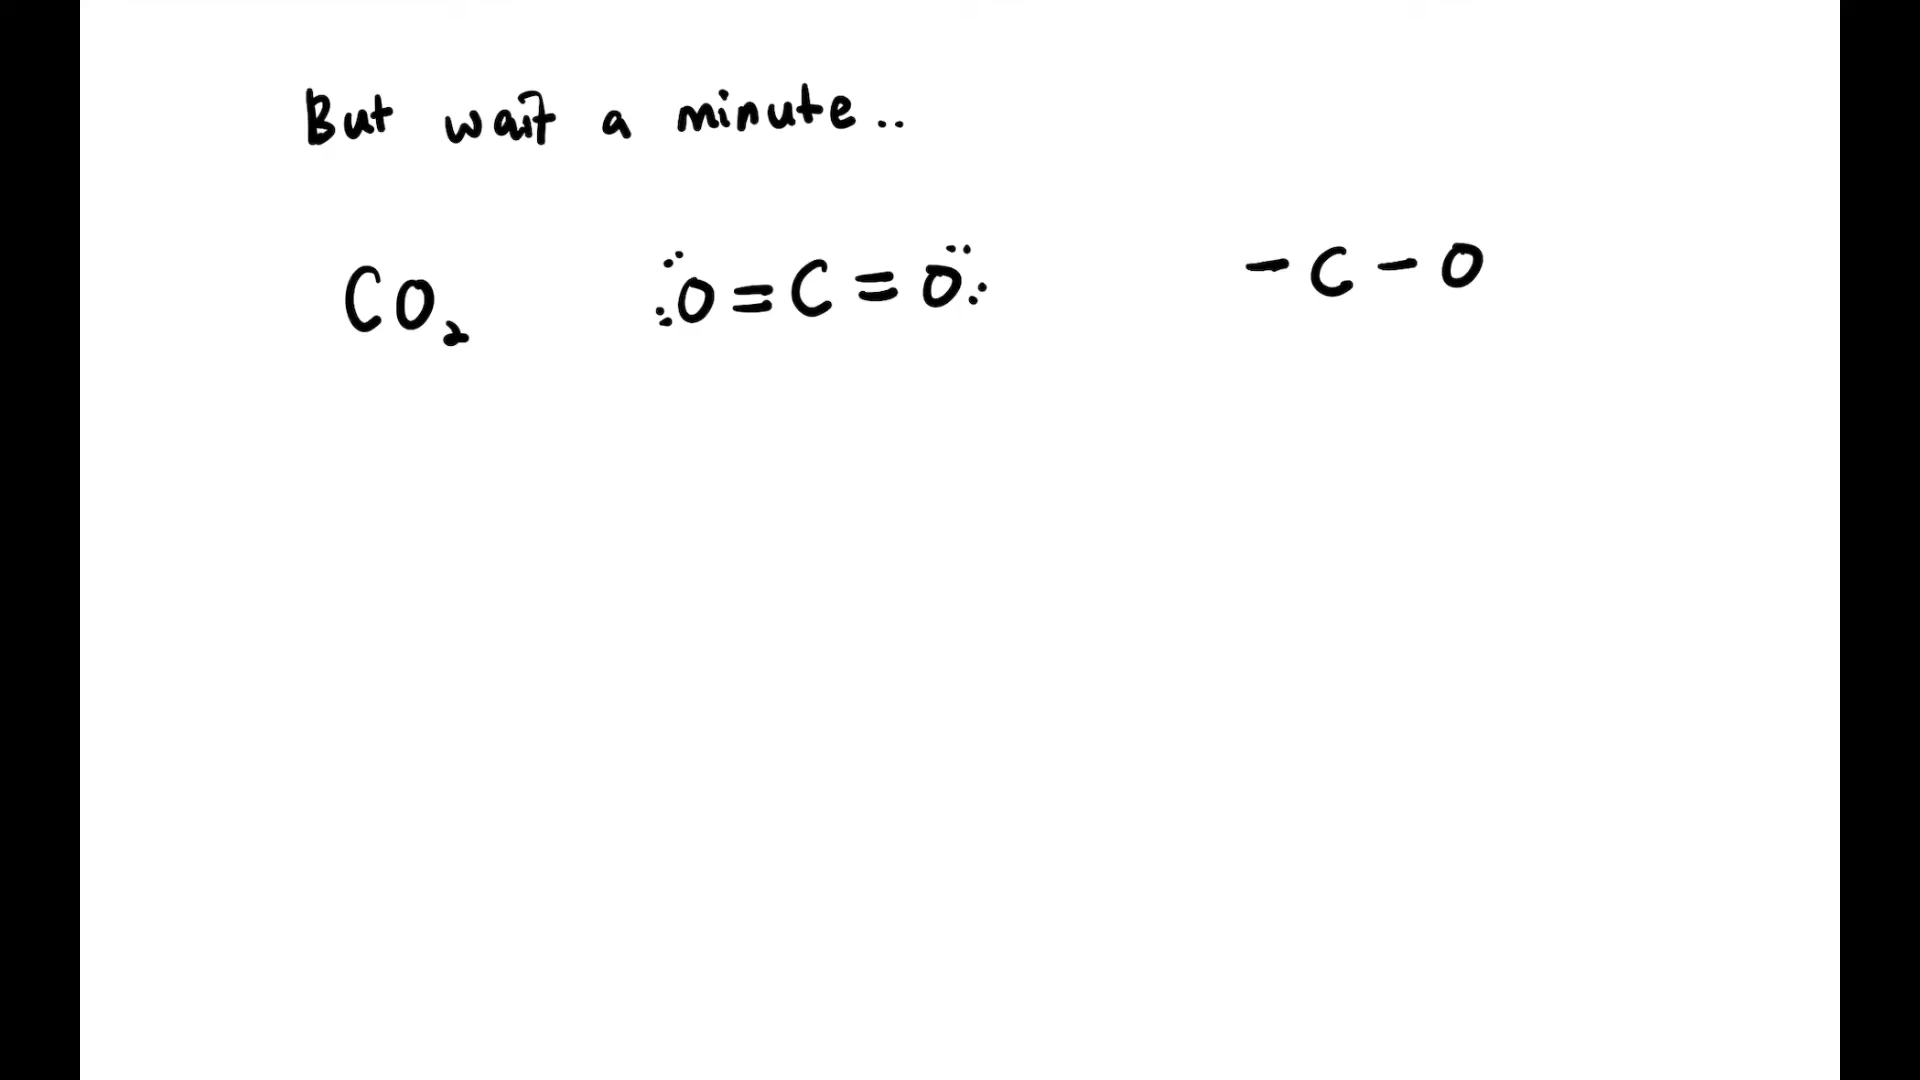 But wait a minute..
CO₂ :Ö=C=Ö: -C-O